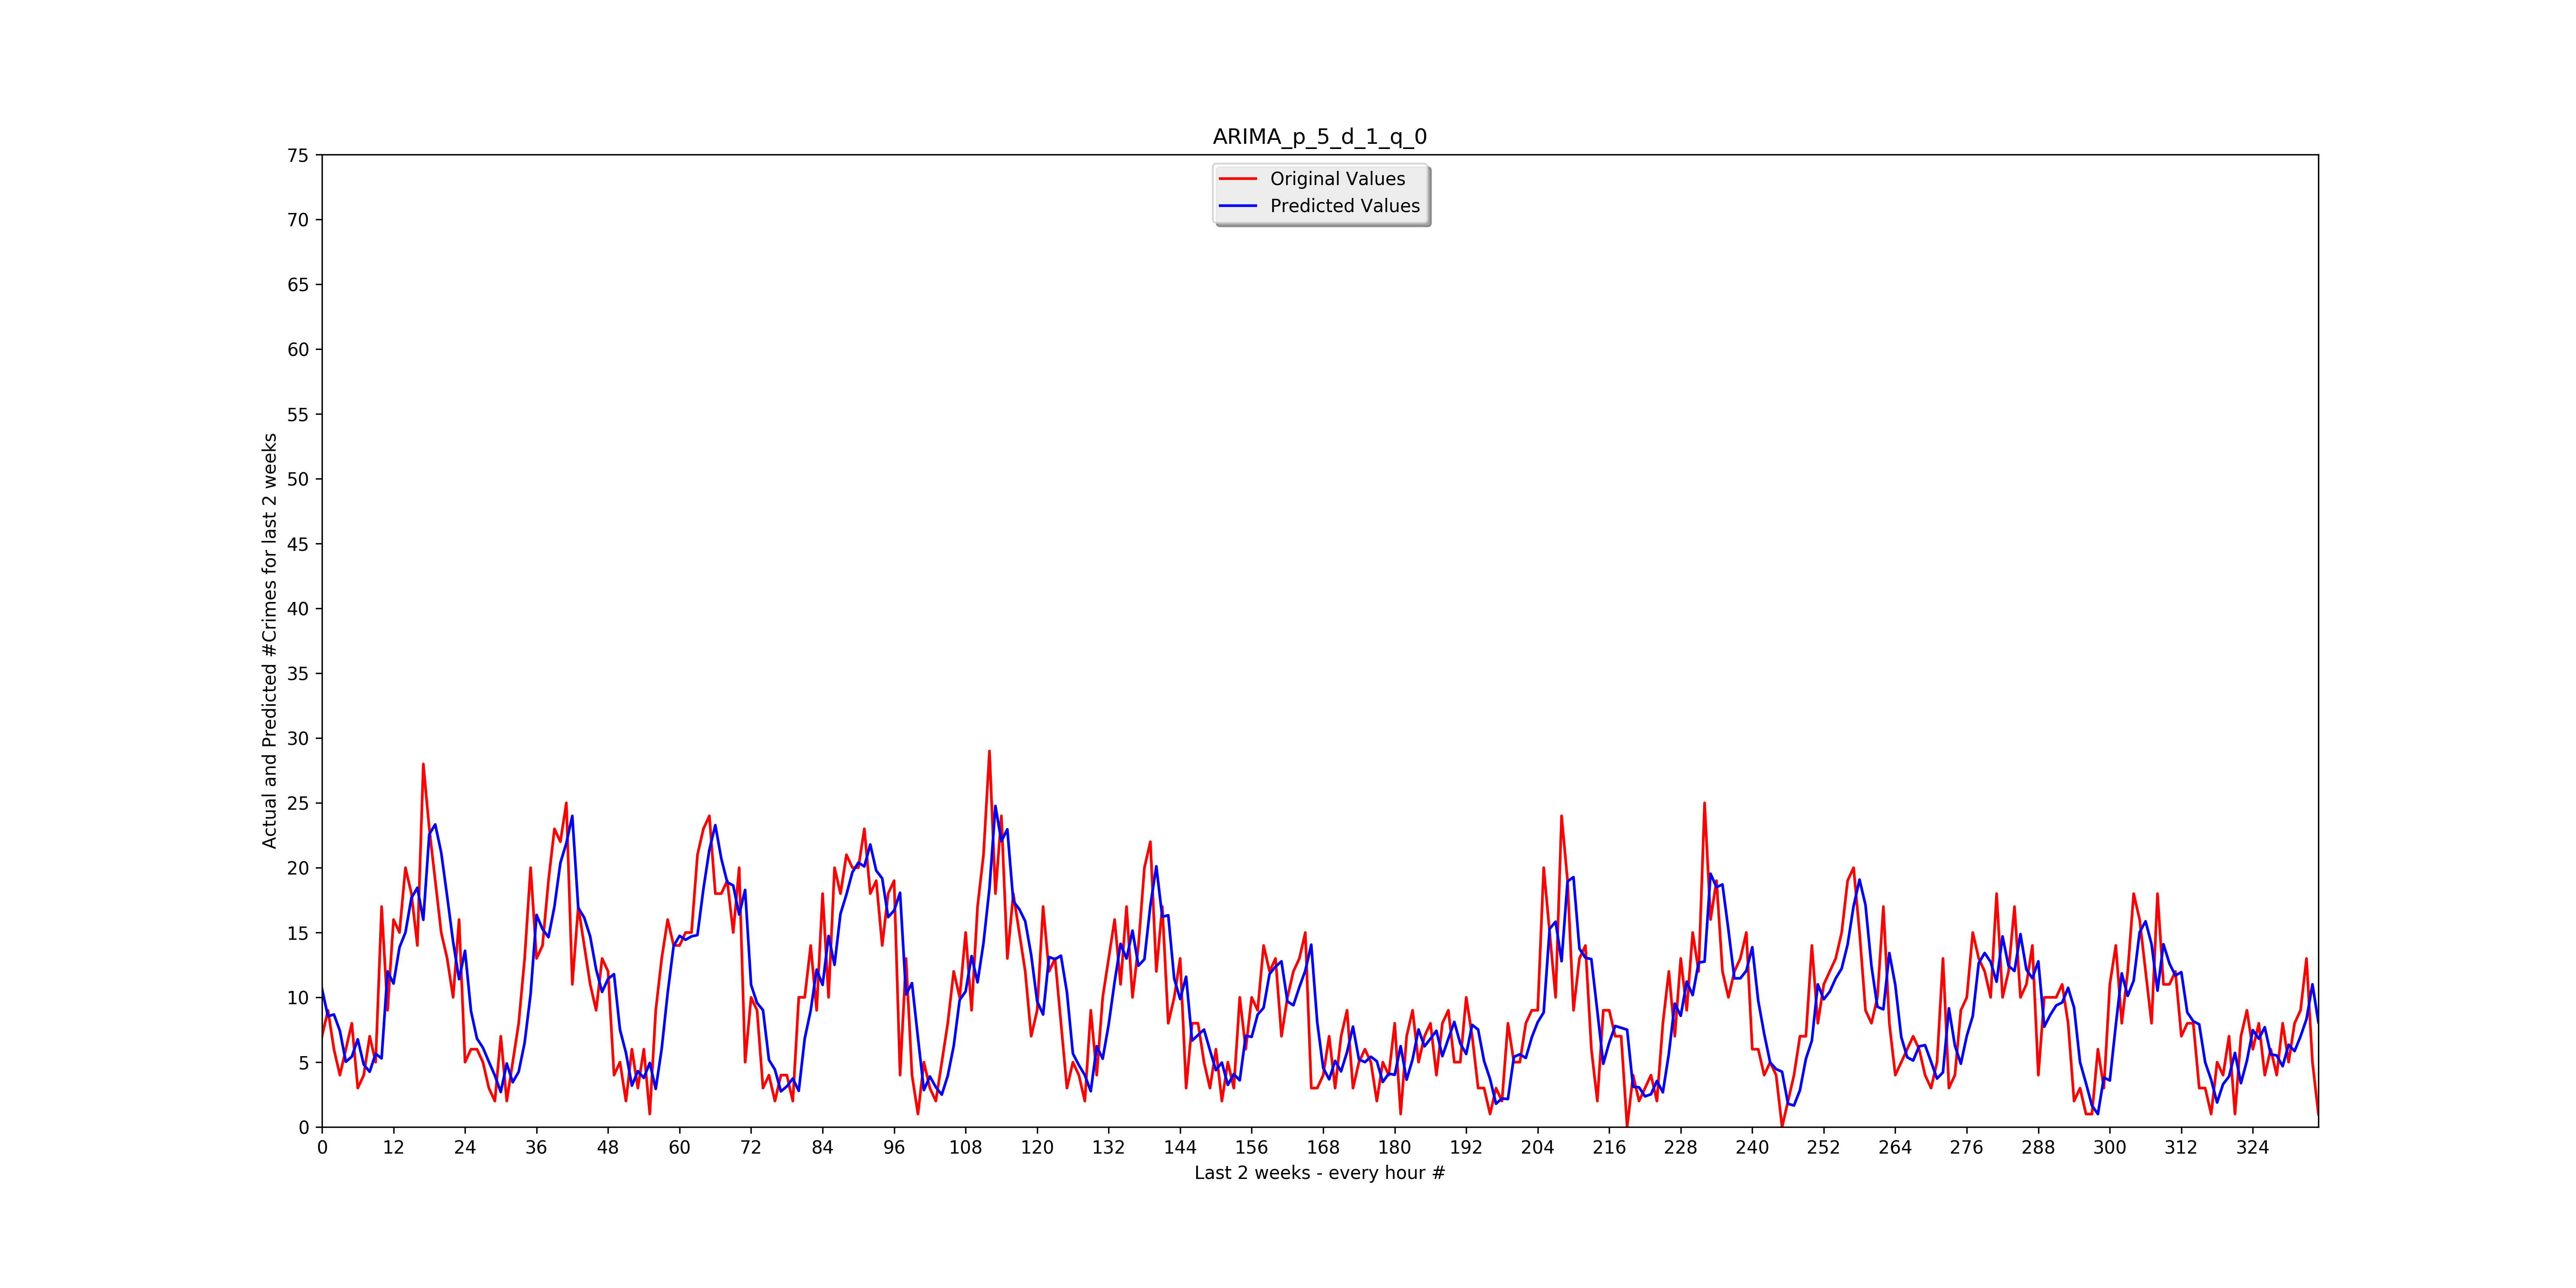 ARIMA_p_5_d_1_q_0
Original Values
Predicted Values
75
70
65
60
55
50
45
40
35
30
25
20
15
10
5
0
Actual and Predicted #Crimes for last 2 weeks
0 12 24 36 48 60 72 84 96 108 120 132 144 156 168 180 192 204 216 228 240 252 264 276 288 300 312 324
Last 2 weeks - every hour #